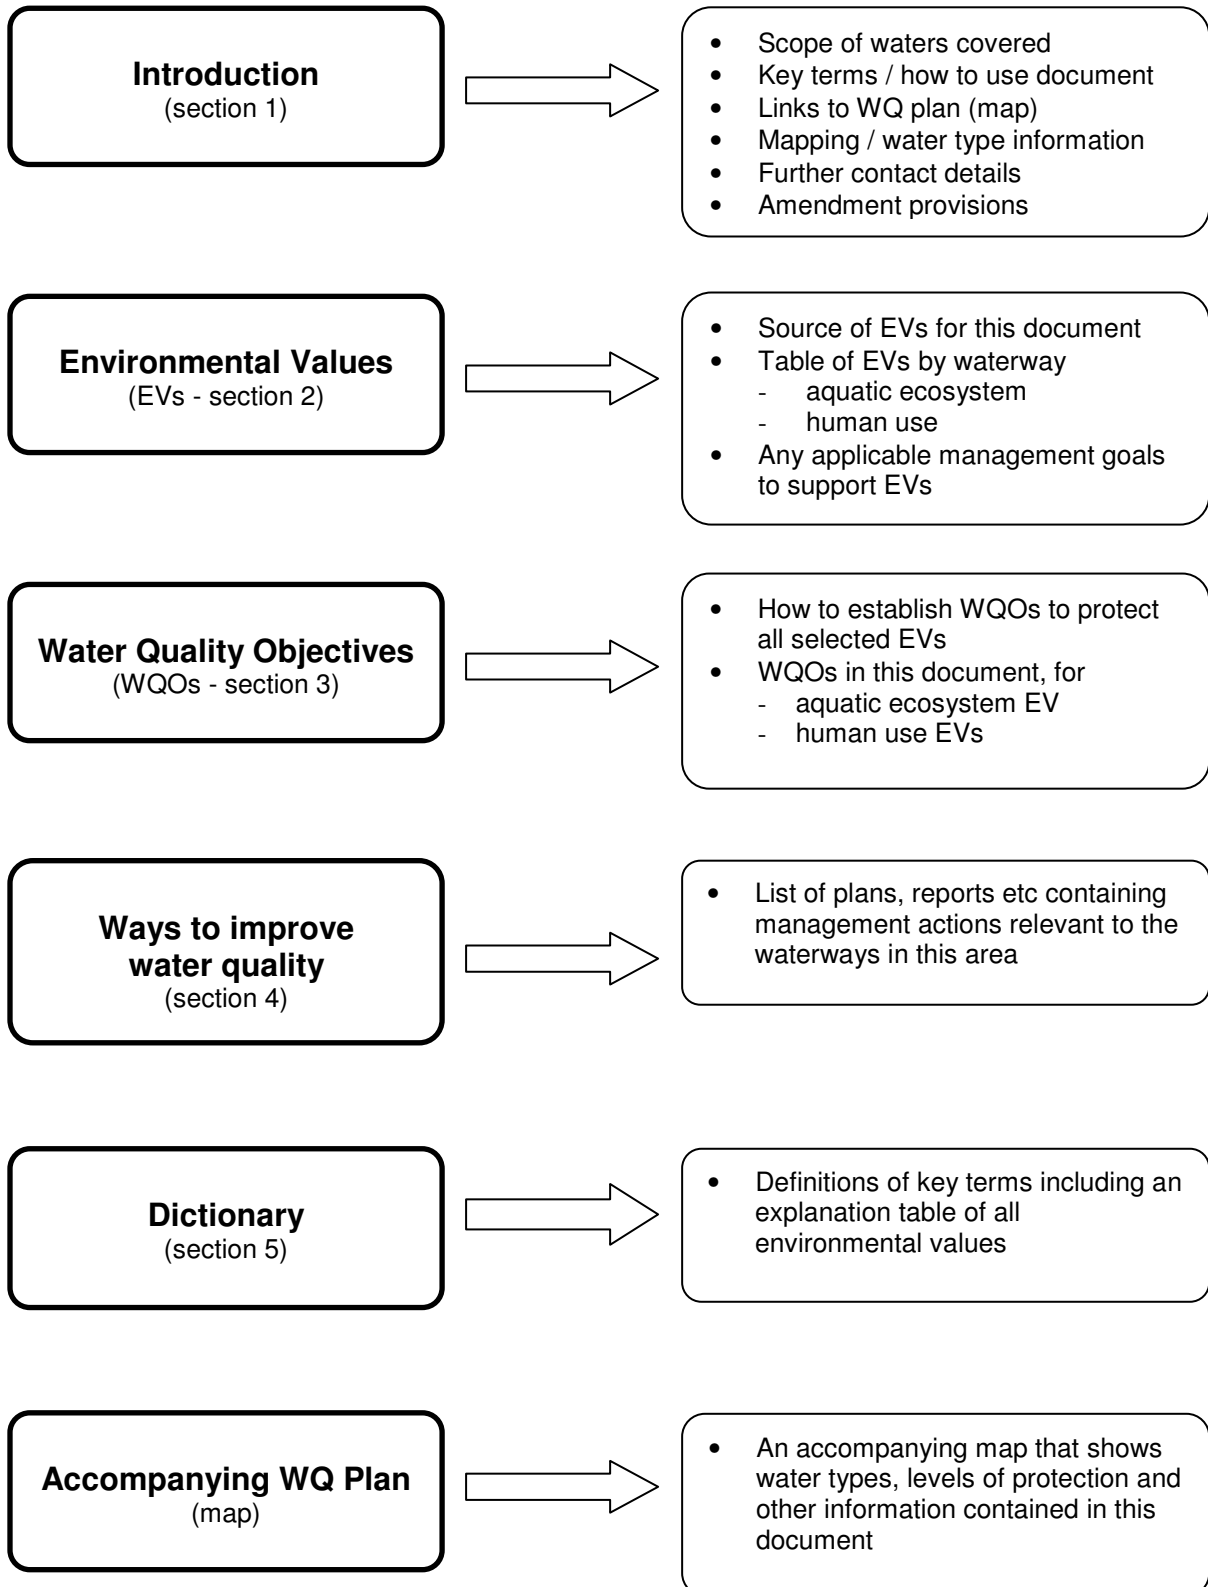 Introduction
(section 1)
• Scope of waters covered
• Key terms / how to use document
• Links to WQ plan (map)
• Mapping / water type information
• Further contact details
• Amendment provisions
Environmental Values
(EVs - section 2)
• Source of EVs for this document
• Table of EVs by waterway
- aquatic ecosystem
- human use
• Any applicable management goals
to support EVs
Water Quality Objectives
(WQOs - section 3)
• How to establish WQOs to protect
all selected EVs
• WQOs in this document, for
- aquatic ecosystem EV
- human use EVs
Ways to improve
water quality
(section 4)
• List of plans, reports etc containing
management actions relevant to the
waterways in this area
Dictionary
(section 5)
• Definitions of key terms including an
explanation table of all
environmental values
Accompanying WQ Plan
(map)
• An accompanying map that shows
water types, levels of protection and
other information contained in this
document